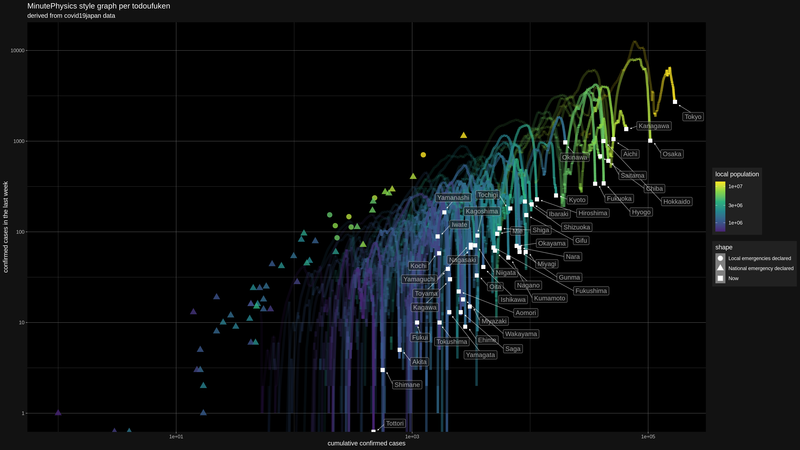 MinutePhysics style graph per todoufuken
derived from covid19japan data
confirmed cases in the last week
10000
1000
100
10
1
1e+01
1e+03
1e+05
cumulative confirmed cases
Tokyo
Kanagawa
Osaka
Aichi
Okinawa
Saitama
Chiba
Hokkaido
Hyogo
Fukuoka
Kyoto
Hiroshima
Ibaraki
Shizuoka
Gifu
Tochigi
Yamanashi
Kagoshima
Iwate
Mie
Shiga
Okayama
Nara
Miyagi
Nagasaki
Kochi
Yamaguchi
Niigata
Gunma
Toyama
Oita
Nagano
Fukushima
Ishikawa
Kumamoto
Kagawa
Aomori
Miyazaki
Wakayama
Fukui
Tokushima
Ehime
Saga
Yamagata
Akita
Shimane
Tottori
local population
1e+07
3e+06
1e+06
shape
Local emergencies declared
National emergency declared
Now